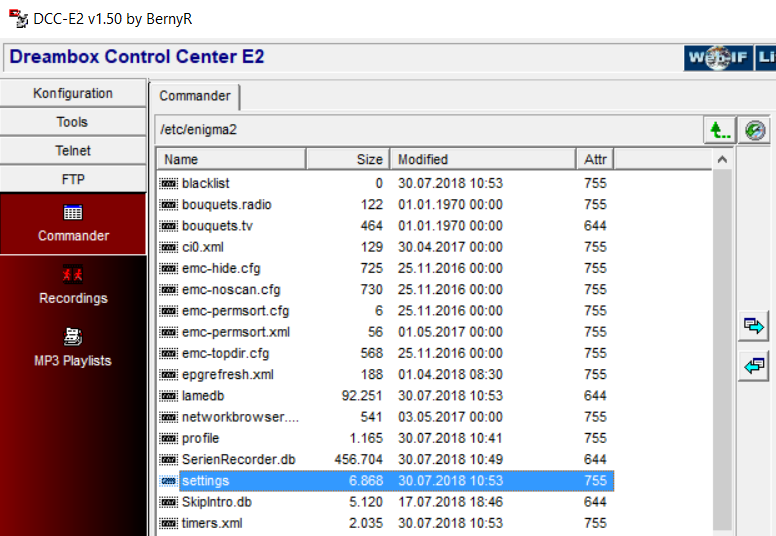 DCC-E2 v1.50 by BernyR
Dreambox Control Center E2
Web-IF
Li
Konfiguration
Tools
Telnet
FTP
Commander
Recordings
MP3 Playlists
Commander
/etc/enigma2
Name Size Modified Attr
blacklist 0 30.07.2018 10:53 755
bouquets.radio 122 01.01.1970 00:00 755
bouquets.tv 464 01.01.1970 00:00 644
ci0.xml 129 30.04.2017 00:00 755
emc-hide.cfg 725 25.11.2016 00:00 755
emc-noscan.cfg 730 25.11.2016 00:00 755
emc-permsort.cfg 6 25.11.2016 00:00 755
emc-permsort.xml 56 01.05.2017 00:00 755
emc-topdir.cfg 568 25.11.2016 00:00 755
epgrefresh.xml 188 01.04.2018 08:30 755
lamedb 92.251 30.07.2018 10:53 644
networkbrowser.... 541 03.05.2017 00:00 755
profile 1.165 30.07.2018 10:41 755
SerienRecorder.db 456.704 30.07.2018 10:49 644
settings 6.868 30.07.2018 10:53 755
SkipIntro.db 5.120 17.07.2018 18:46 644
timers.xml 2.035 30.07.2018 10:53 755